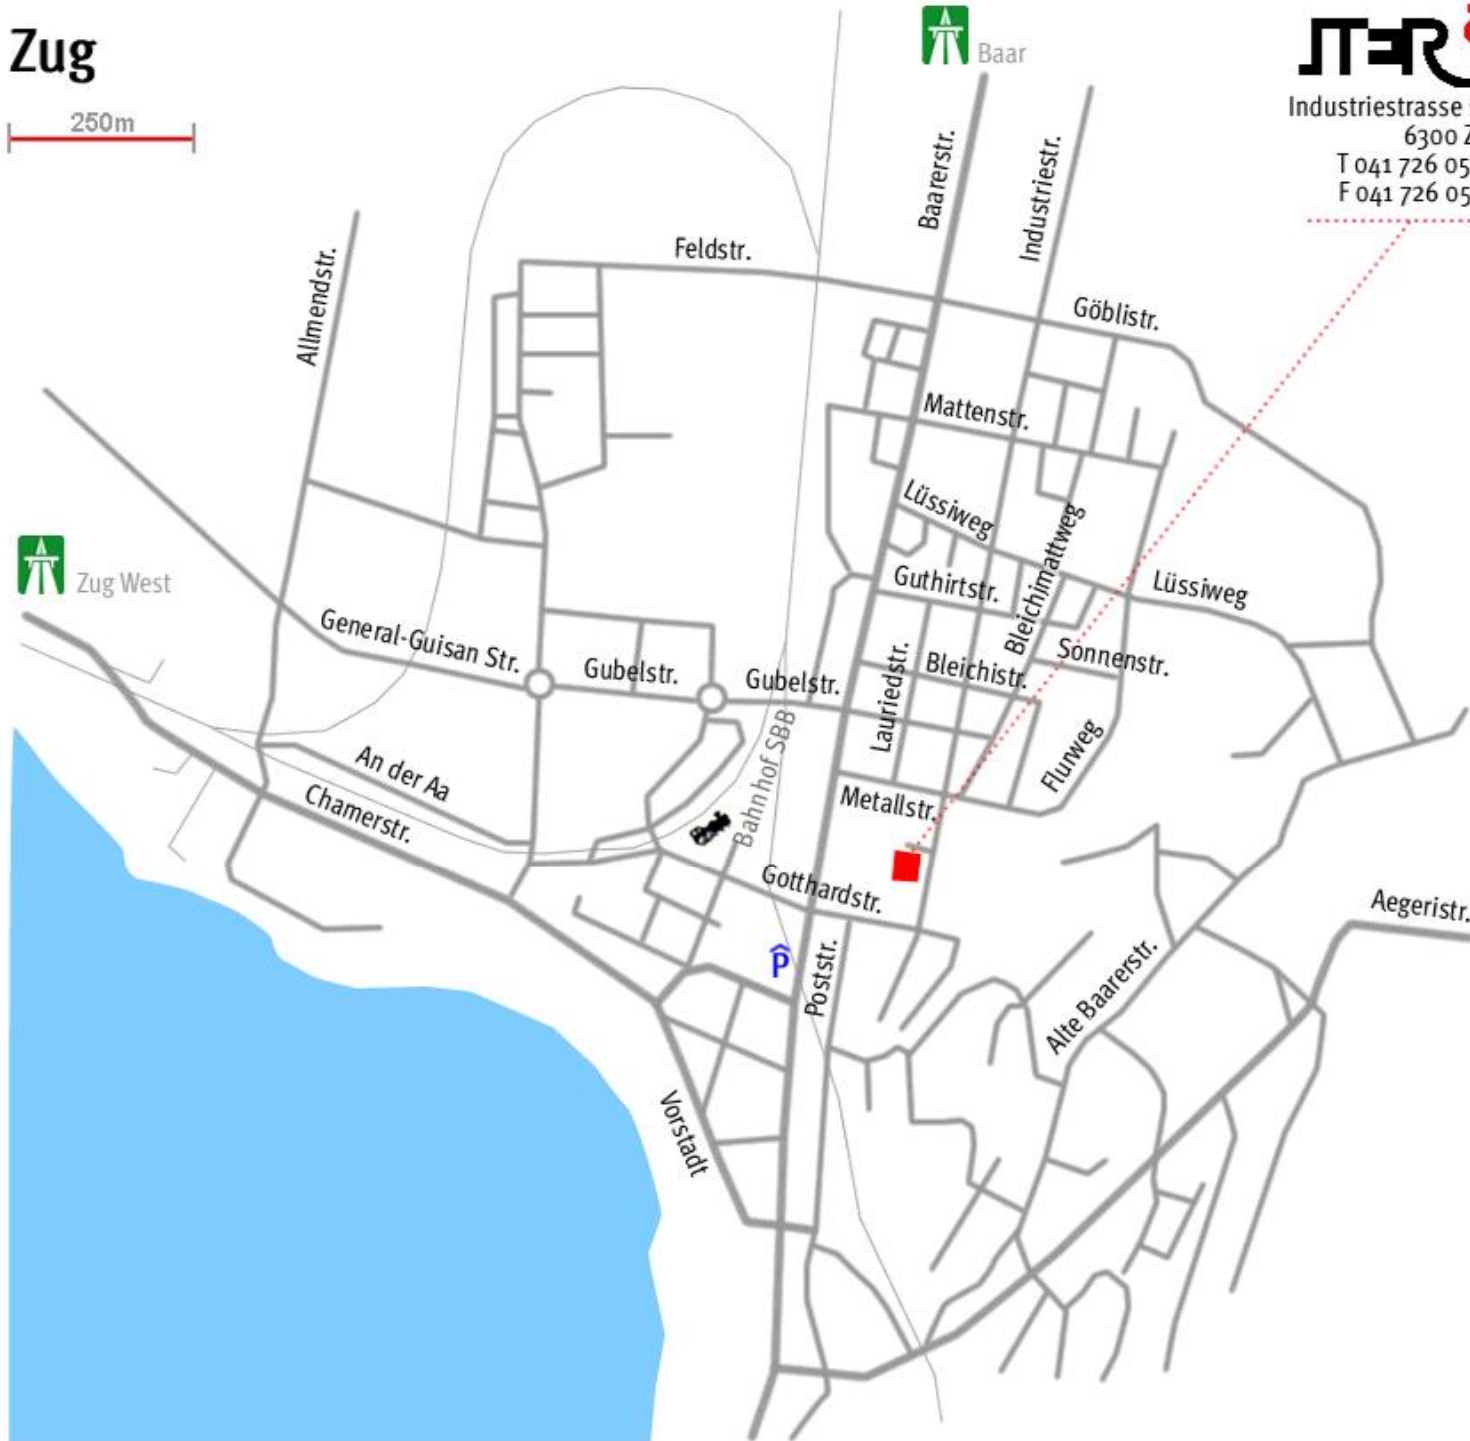 Zug
250m
Baar
Industriestrasse
6300
T 041 726 05
F 041 726 05
Baarerstr.
Industriestr.
Feldstr.
Allmendstr.
Göblistr.
Mattenstr.
Lüssiweg
Bleichimattweg
Zug West
Guthirtstr.
Lüssiweg
General-Guisan Str.
Gubelstr.
Gubelstr.
Lauriedstr.
Bleichistr.
Sonnenstr.
Bahnhof SBB
Flurweg
An der Aa
Chamerstr.
Metallstr.
Gotthardstr.
Aegeristr.
P
Poststr.
Alte Baarerstr.
Vorstadt